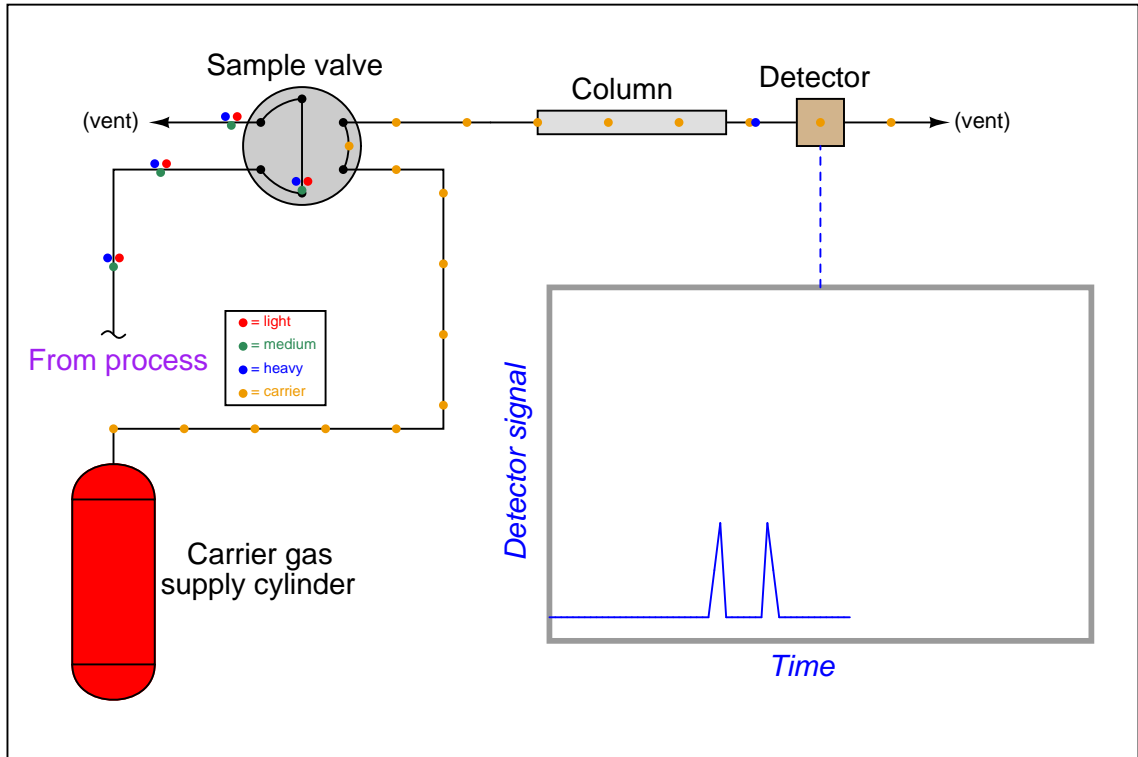 Sample valve
Column
Detector
(vent)
(vent)
= light
= medium
= heavy
= carrier
From process
Detector signal
Carrier gas
supply cylinder
Time